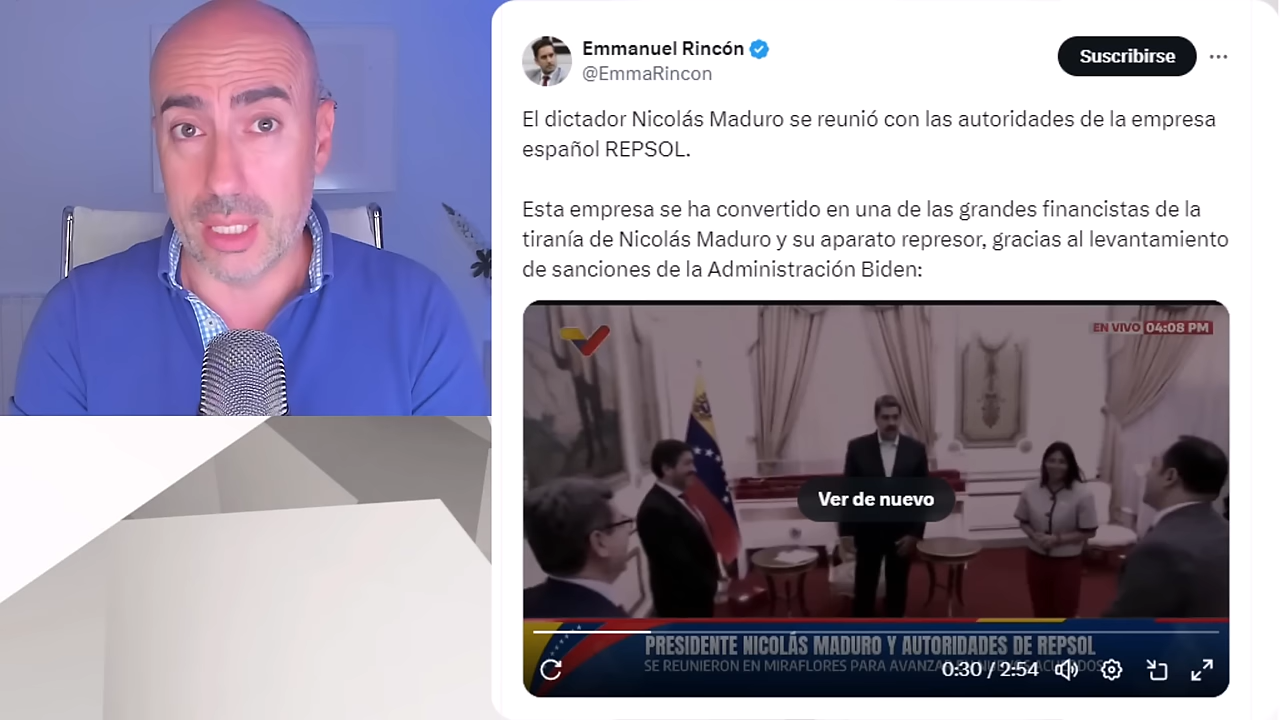 Emmanuel Rincón
@EmmaRincon
Suscribirse
El dictador Nicolás Maduro se reunió con las autoridades de la empresa
español REPSOL.
Esta empresa se ha convertido en una de las grandes financistas de la
tiranía de Nicolás Maduro y su aparato represor, gracias al levantamiento
de sanciones de la Administración Biden:
EN VIVO 04:08 PM
Ver de nuevo
PRESIDENTE NICOLÁS MADURO Y AUTORIDADES DE REPSOL
SE REUNIERON EN MIRAFLORES PARA
0:30 / 2:54